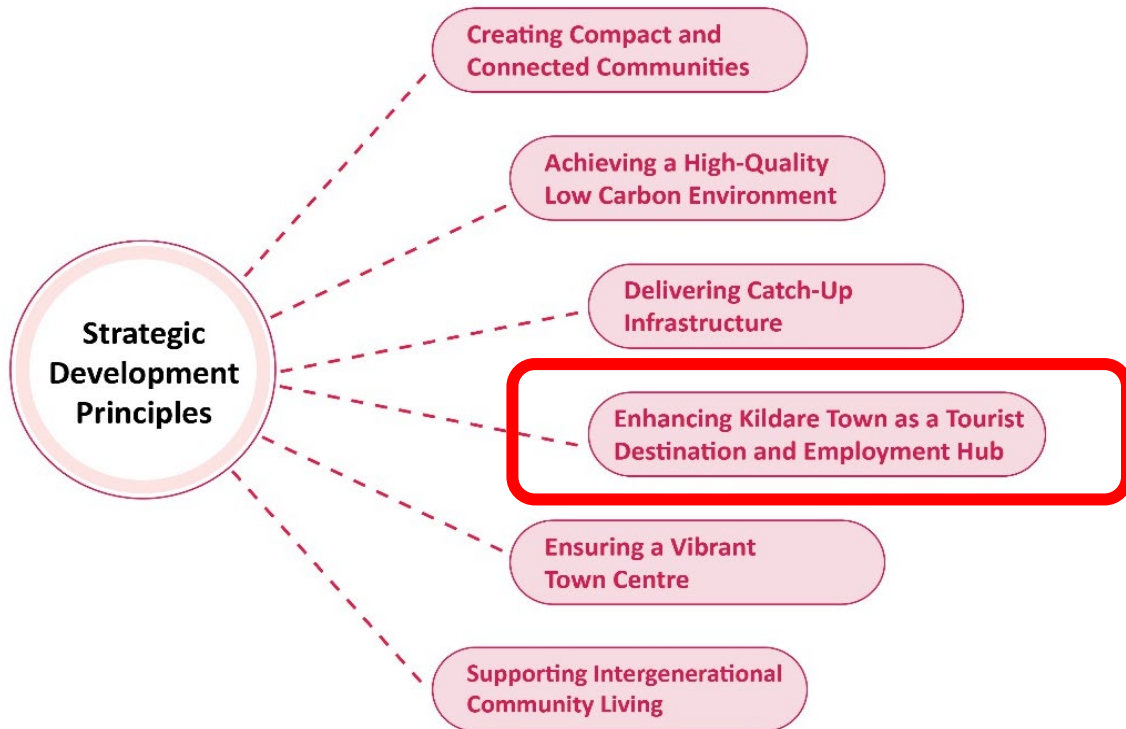 Creating Compact and
Connected Communities
Achieving a High-Quality
Low Carbon Environment
Delivering Catch-Up
Infrastructure
Strategic
Development
Principles
Enhancing Kildare Town as a Tourist
Destination and Employment Hub
Ensuring a Vibrant
Town Centre
Supporting Intergenerational
Community Living